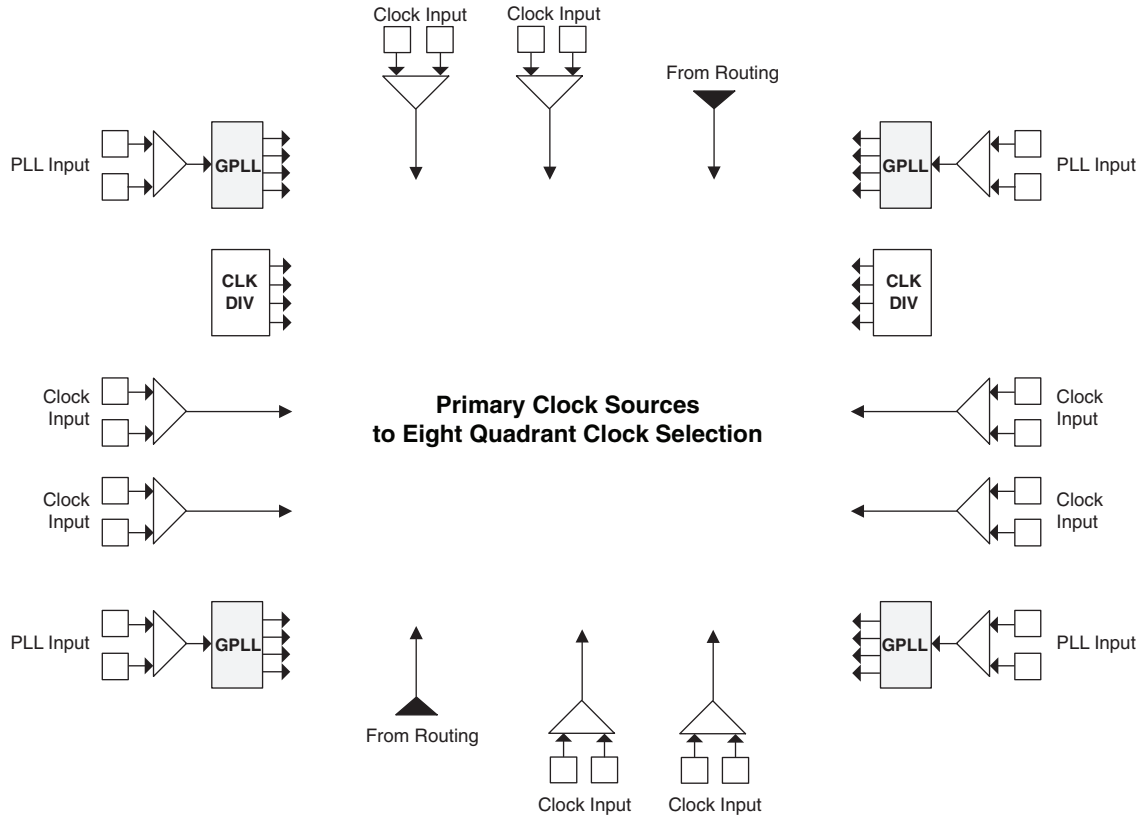 Clock Input
Clock Input
From Routing
PLL Input
GPLL
GPLL
PLL Input
CLK
DIV
CLK
DIV
Clock
Input
Primary Clock Sources
to Eight Quadrant Clock Selection
Clock
Input
Clock
Input
Clock
Input
PLL Input
GPLL
GPLL
PLL Input
From Routing
Clock Input
Clock Input